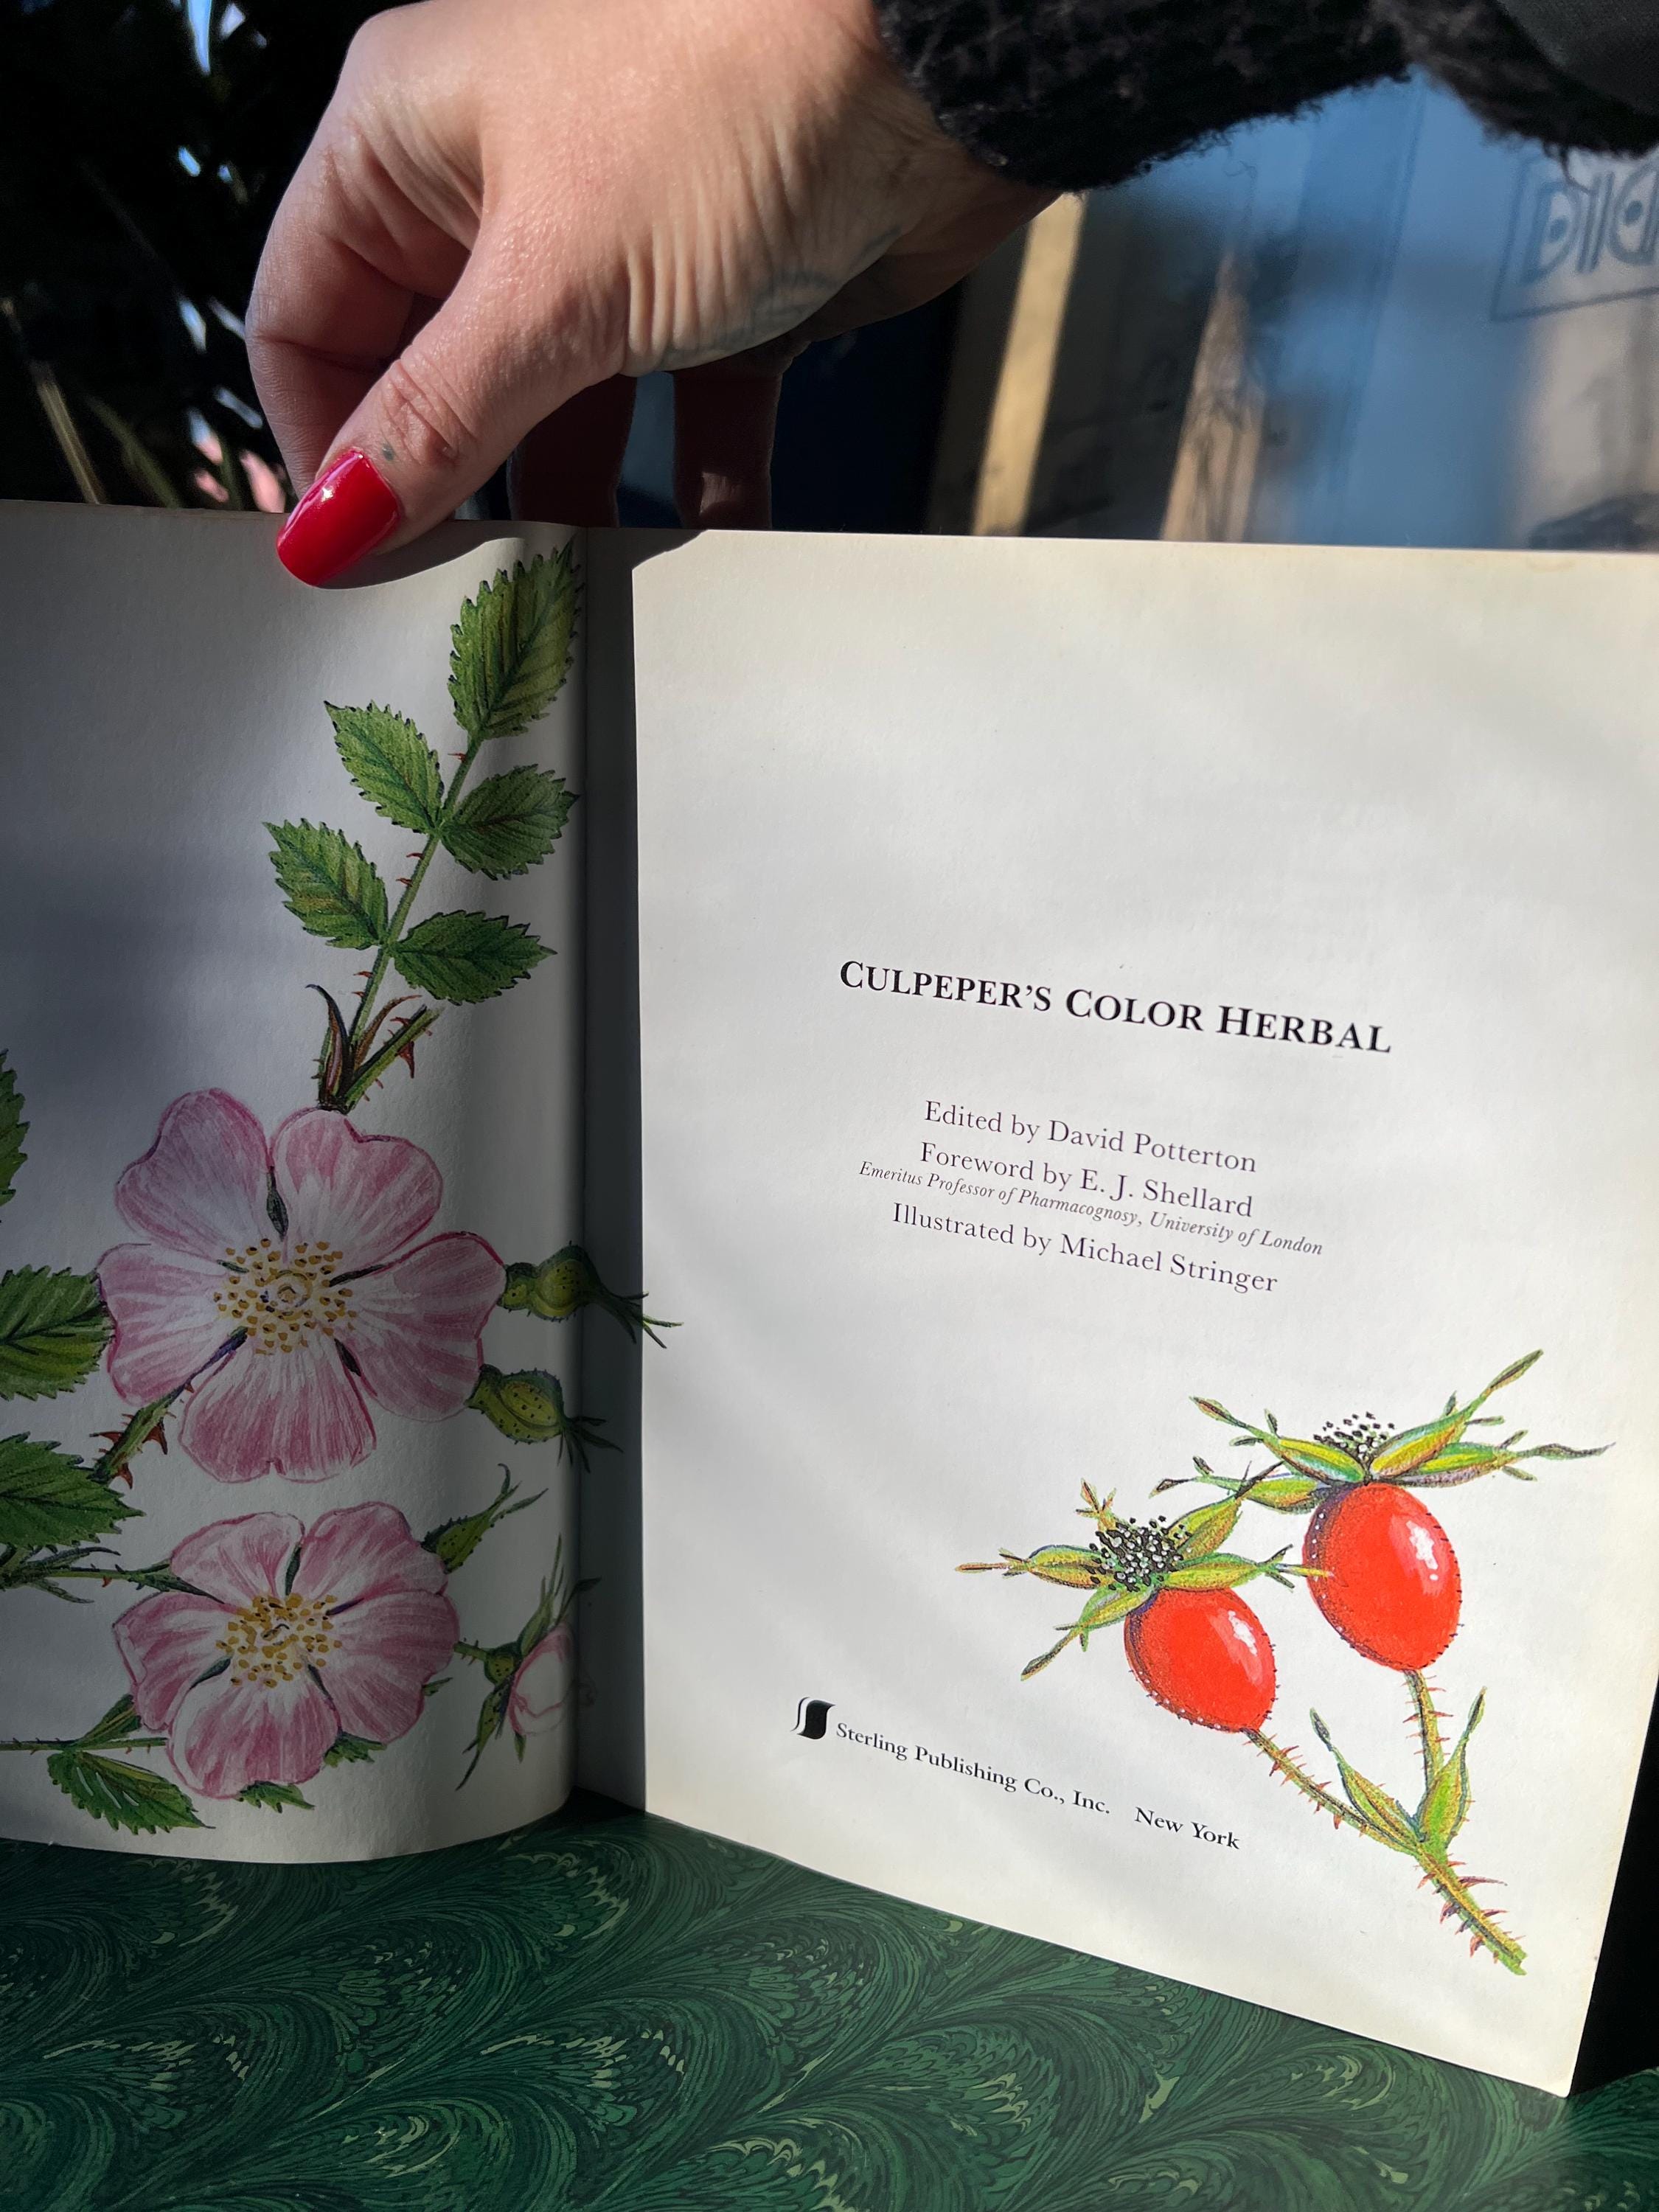 CULPEPER'S COLOR HERBAL
Edited by David Potterton
Foreword by E. J. Shellard
Emeritus Professor of Pharmacognosy, University of London
Illustrated by Michael Stringer
Sterling Publishing Co., Inc. New York